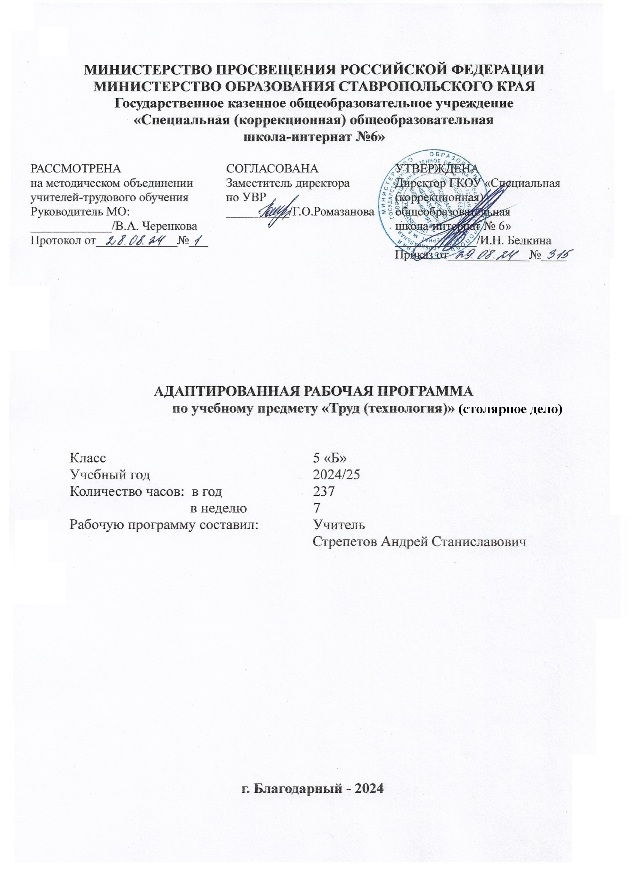 МИНИСТЕРСТВО ПРОСВЕЩЕНИЯ РОССИЙСКОЙ ФЕДЕРАЦИИ
МИНИСТЕРСТВО ОБРАЗОВАНИЯ СТАВРОПОЛЬСКОГО КРАЯ
Государственное казенное общеобразовательное учреждение
«Специальная (коррекционная) общеобразовательная
школа-интернат №6»
РАССМОТРЕНА
на методическом объединении
учителей-трудового обучения
Руководитель МО:
_____________/В.А. Черепкова
Протокол от 28.08.24 № 1
СОГЛАСОВАНА
Заместитель директора
по УВР
__________Г.О.Ромазанова
УТВЕРЖДЕНА
Директор ГКОУ «Специальная
(коррекционная)
общеобразовательная
школа-интернат № 6»
_____________/И.Н. Белкина
Приказ от 29.08.24 № 315
АДАПТИРОВАННАЯ РАБОЧАЯ ПРОГРАММА
по учебному предмету «Труд (технология)» (столярное дело)
Класс 5 «Б»
Учебный год 2024/25
Количество часов: в год 237
в неделю 7
Рабочую программу составил: Учитель
Стрепетов Андрей Станиславович
г. Благодарный - 2024